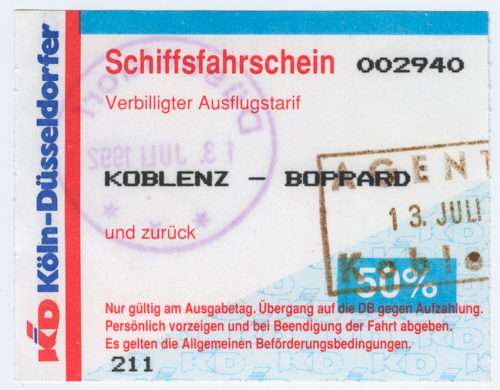 KD Köln-Düsseldorfer
Schiffsfahrschein 002940
Verbilligter Ausflugstarif
13. JULI 1992
KOBLENZ - BOPPARD
AGENT
13. JULI
und zurück
Kobl
50%
Nur gültig am Ausgabetag. Übergang auf die DB gegen Aufzahlung.
Persönlich vorzeigen und bei Beendigung der Fahrt abgeben.
Es gelten die Allgemeinen Beförderungsbedingungen.
211